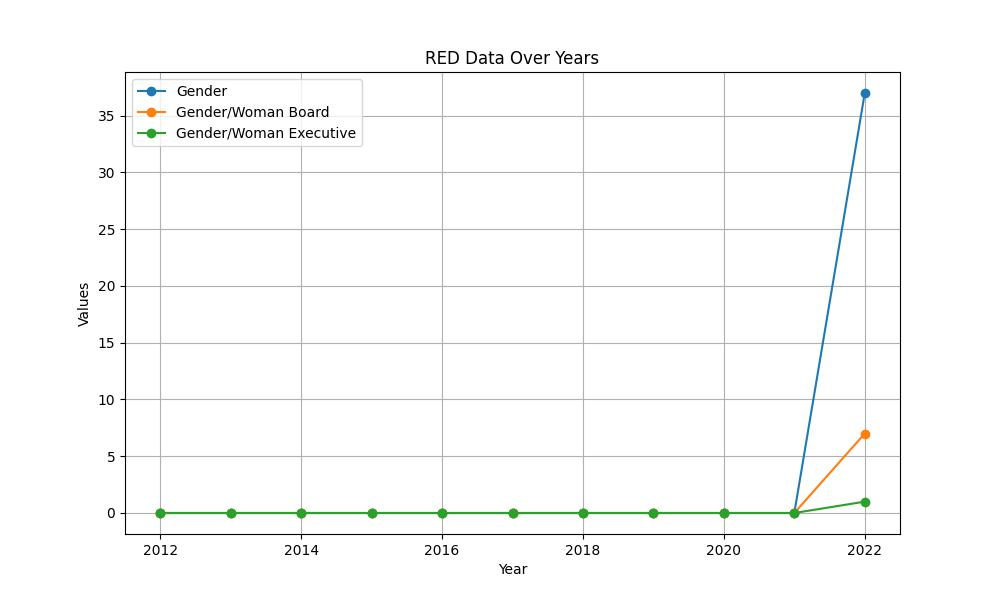 RED Data Over Years
Gender
Gender/Woman Board
Gender/Woman Executive
Values
35
30
25
20
15
10
5
0
2012 2014 2016 2018 2020 2022
Year